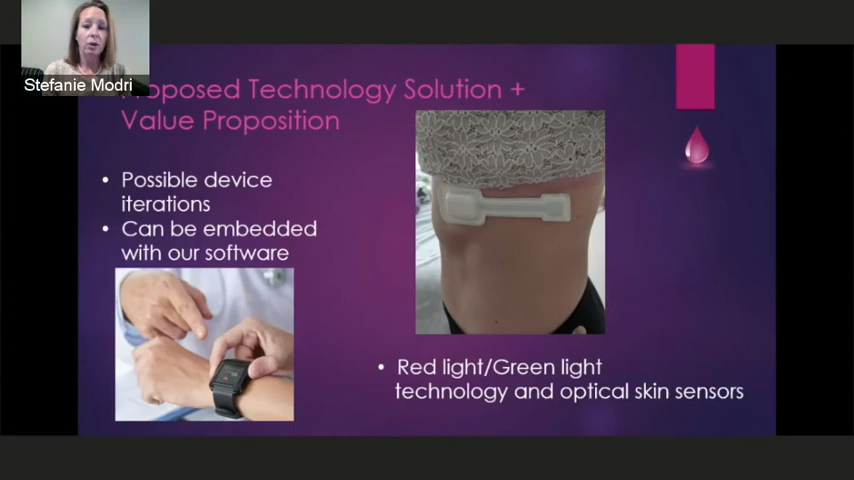 Stefanie Modri
oposed Technology Solution +
Value Proposition
• Possible device
iterations
• Can be embedded
with our software
• Red light/Green light
technology and optical skin sensors